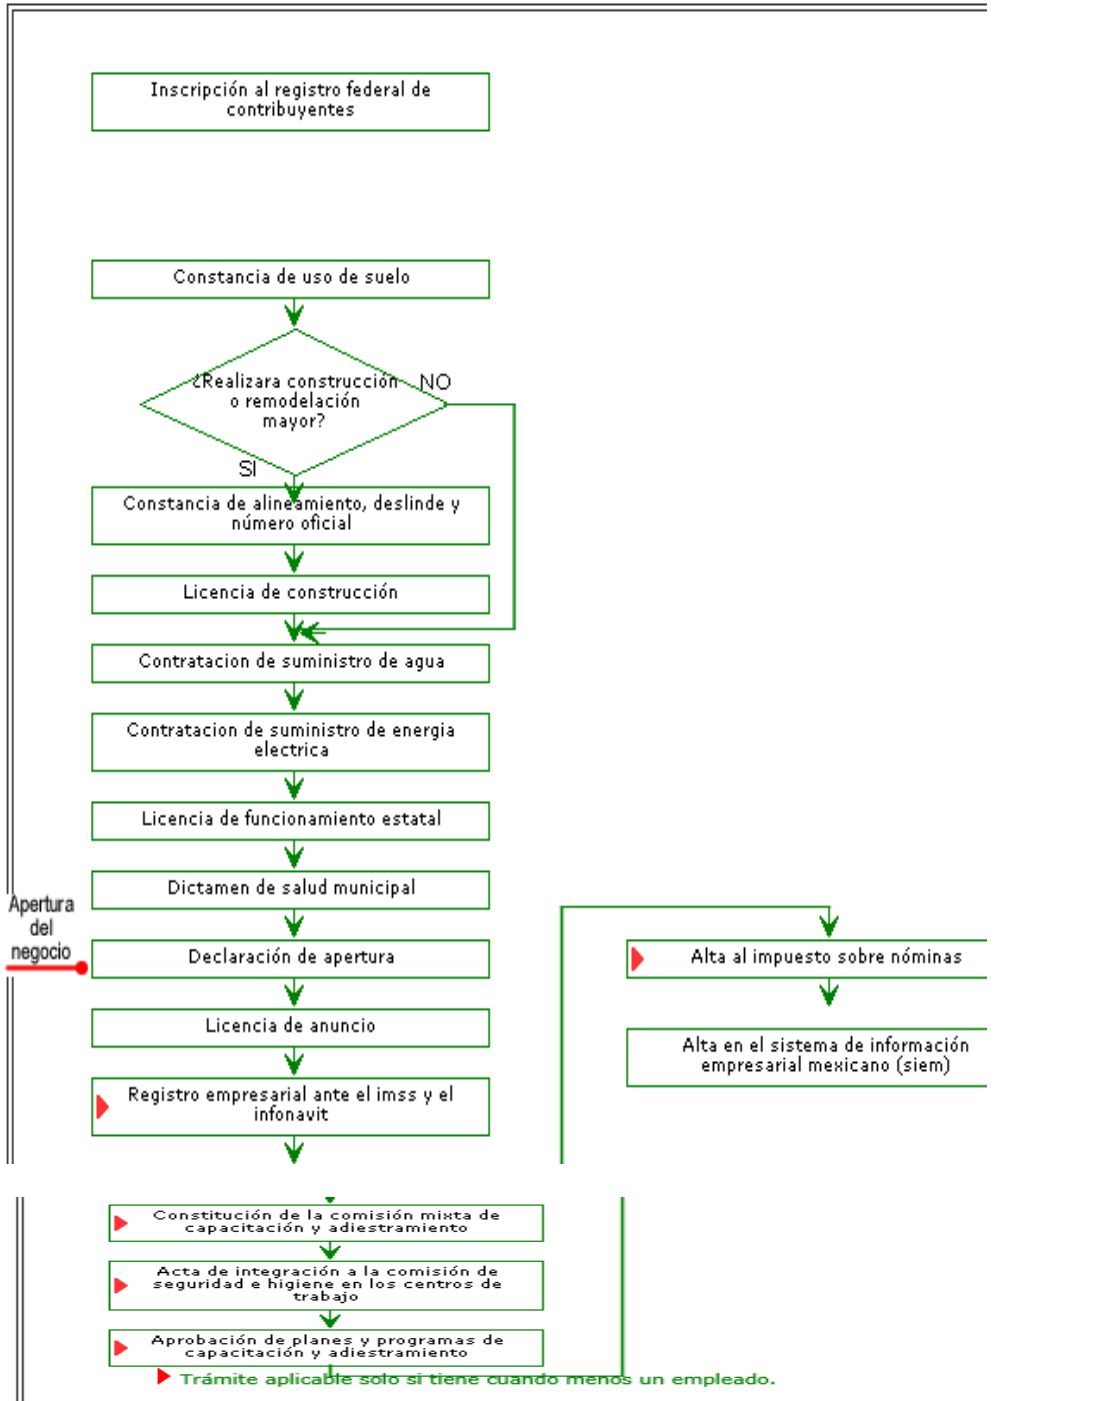 Inscripción al registro federal de
contribuyentes
Constancia de uso de suelo
¿Realizara construcción
o remodelación
mayor?
NO
SI
Constancia de alineamiento, deslinde y
número oficial
Licencia de construcción
Contratacion de suministro de agua
Contratacion de suministro de energia
electrica
Licencia de funcionamiento estatal
Dictamen de salud municipal
Apertura
del
negocio
Declaración de apertura
Licencia de anuncio
Registro empresarial ante el imss y el
infonavit
Constitución de la comisión mixta de
capacitación y adiestramiento
Acta de integración a la comisión de
seguridad e higiene en los centros de
trabajo
Aprobación de planes y programas de
capacitación y adiestramiento
Alta al impuesto sobre nóminas
Alta en el sistema de información
empresarial mexicano (siem)
Trámite aplicable solo si tiene cuando menos un empleado.